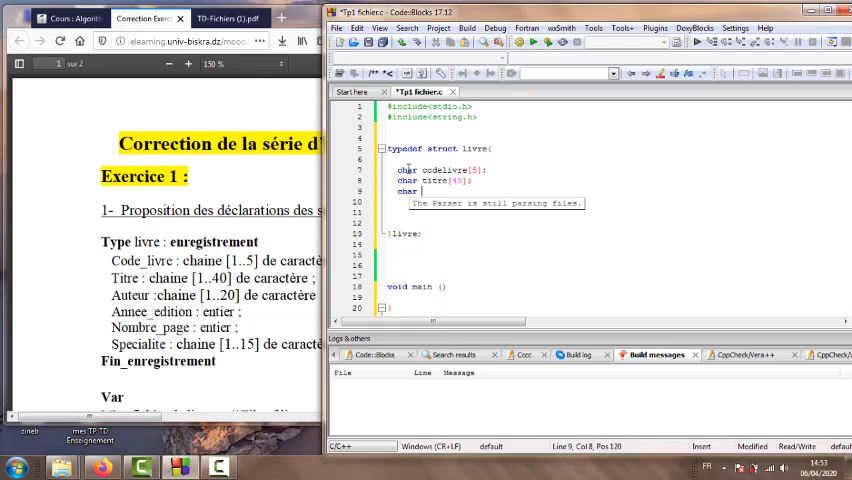 Cours : Algorith
Correction Exerci
TD-Fichiers (1).pdf
elearning.univ-biskra.dz/mood
1 sur 2
150 %
Correction de la série d'
Exercice 1 :
1- Proposition des déclarations des s
Type livre : enregistrement
Code_livre : chaine [1..5] de caractè
Titre : chaine [1..40] de caractère ;
Auteur :chaine [1..20] de caractère
Annee_edition : entier ;
Nombre_page : entier ;
Specialite : chaine [1..15] de caractè
Fin_enregistrement
Var
*Tp1 fichier.c - Code::Blocks 17.12
File Edit View Search Project Build Debug Fortran wxSmith Tools Tools+ Plugins DoxyBlocks Settings Help
Start here
*Tp1 fichier.c
1 #include<stdio.h>
2 #include<string.h>
3
4
5 typedef struct livre{
6
7 char codelivre[5];
8 char titre[40];
9 char
The Parser is still parsing files.
10
11
12
13 }livre;
14
15
16
17
18 void main ()
19
20 {
Logs & others
Code::Blocks
Search results
Cccc
Build log
Build messages
CppCheck/Vera++
CppCheck/
File Line Message
C/C++ Windows (CR+LF) default Line 9, Col 8, Pos 120 Insert Modified Read/Write default
zineb
mes TP TD
Enseignement
FR
14:53
06/04/2020